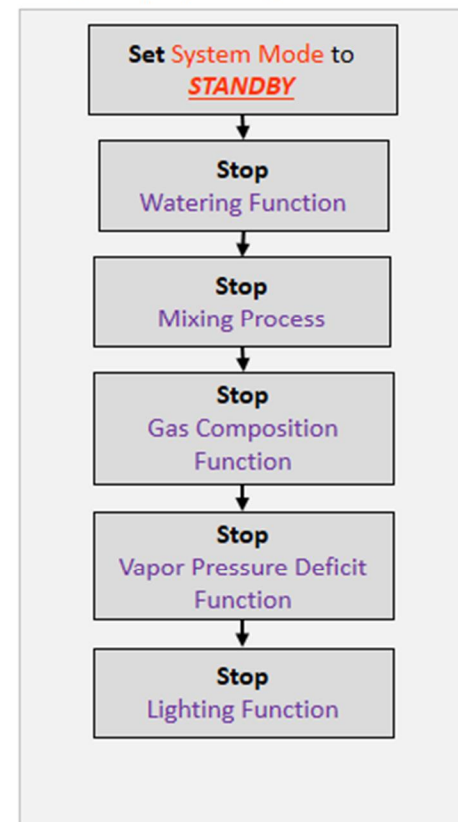 Set System Mode to
STANDBY
Stop
Watering Function
Stop
Mixing Process
Stop
Gas Composition
Function
Stop
Vapor Pressure Deficit
Function
Stop
Lighting Function